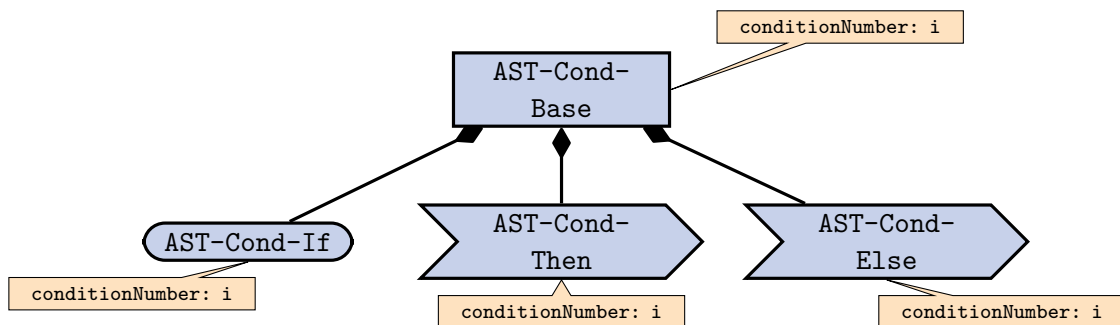 conditionNumber: i
AST-Cond-
Base
AST-Cond-If
AST-Cond-
Then
AST-Cond-
Else
conditionNumber: i
conditionNumber: i
conditionNumber: i